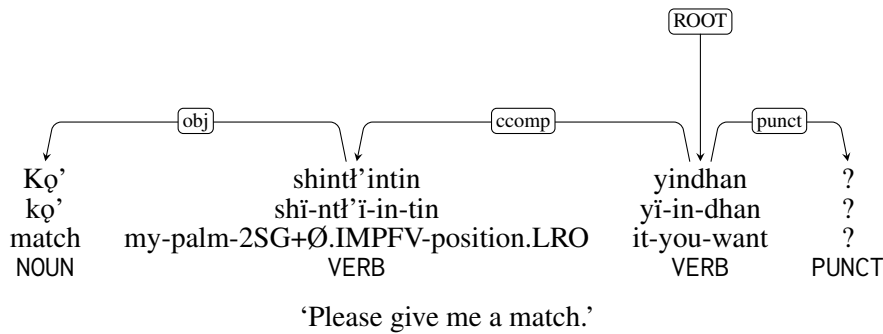 ROOT
obj ccomp punct
Kǫ’ shintł’intin yindhan ?
kǫ’ shï-ntł’ï-in-tin yï-in-dhan ?
match my-palm-2SG+Ø.IMPFV-position.LRO it-you-want ?
NOUN VERB VERB PUNCT
‘Please give me a match.’